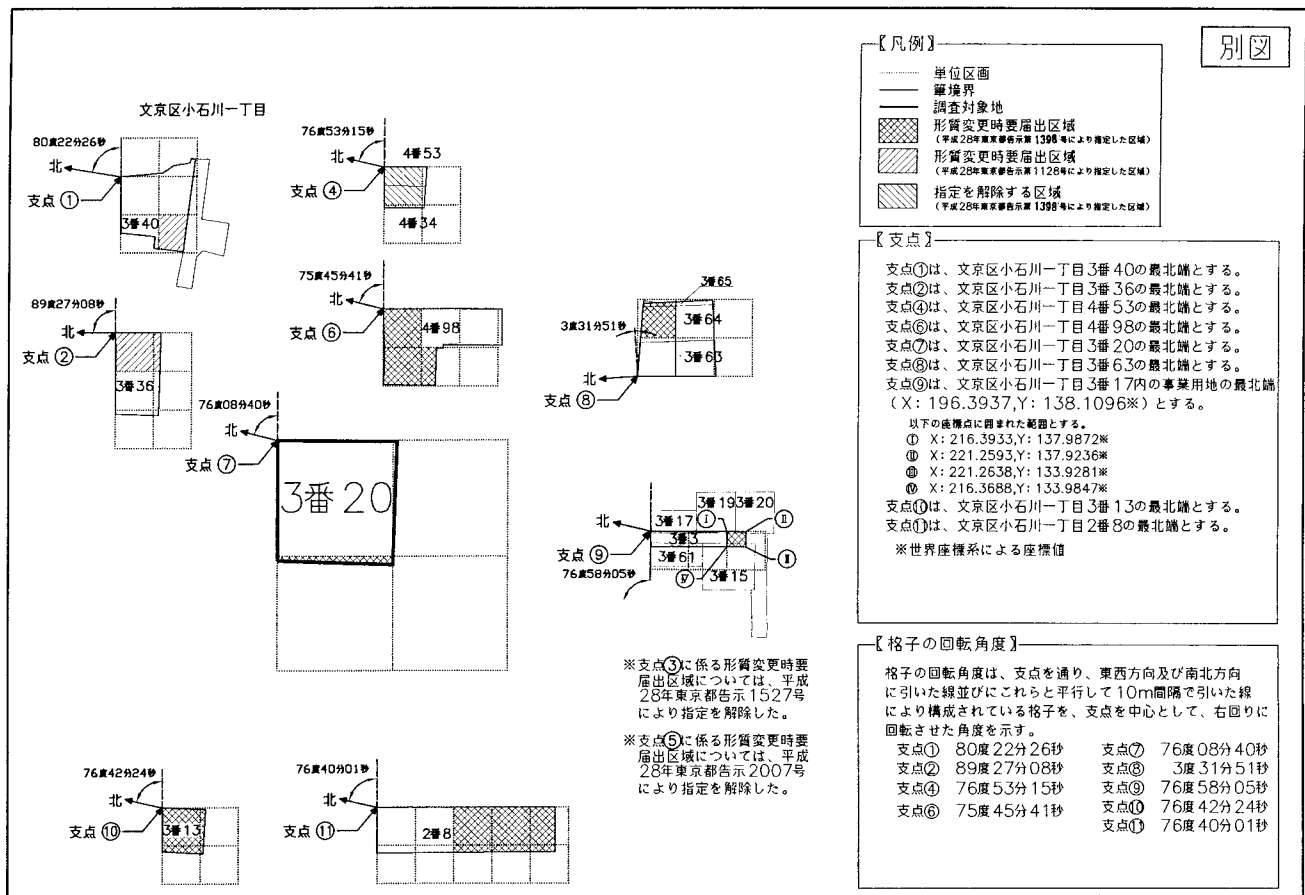 別図
文京区小石川一丁目
80度22分26秒
北
支点①
3番40
76度53分15秒
北
支点④
4番53
4番34
89度27分08秒
北
支点②
3番36
75度45分41秒
北
支点⑥
4番98
3番65
3番64
3度31分51秒
3番63
北
支点⑧
76度08分40秒
北
支点⑦
3番20
3番19
3番20
3番17
Ⅰ
Ⅱ
北
3番3
支点⑨
3番61
Ⅳ
Ⅲ
3番15
76度58分05秒
※支点③に係る形質変更時要
届出区域については、平成
28年東京都告示1527号
により指定を解除した。
※支点⑤に係る形質変更時要
届出区域については、平成
28年東京都告示2007号
により指定を解除した。
76度42分24秒
北
支点⑩
3番13
76度40分01秒
北
支点⑪
2番8
【凡例】
単位区画
筆境界
調査対象地
形質変更時要届出区域
(平成28年東京都告示第1398号により指定した区域)
形質変更時要届出区域
(平成28年東京都告示第1128号により指定した区域)
指定を解除する区域
(平成28年東京都告示第1398号により指定した区域)
【支点】
支点①は、文京区小石川一丁目3番40の最北端とする。
支点②は、文京区小石川一丁目3番36の最北端とする。
支点④は、文京区小石川一丁目4番53の最北端とする。
支点⑥は、文京区小石川一丁目4番98の最北端とする。
支点⑦は、文京区小石川一丁目3番20の最北端とする。
支点⑧は、文京区小石川一丁目3番63の最北端とする。
支点⑨は、文京区小石川一丁目3番17内の事業用地の最北端
(X:196.3937,Y:138.1096※)とする。
以下の座標点に囲まれた範囲とする。
Ⅰ X:216.3933,Y:137.9872※
Ⅱ X:221.2593,Y:137.9236※
Ⅲ X:221.2638,Y:133.9281※
Ⅳ X:216.3688,Y:133.9847※
支点⑩は、文京区小石川一丁目3番13の最北端とする。
支点⑪は、文京区小石川一丁目2番8の最北端とする。
※世界座標系による座標値
【格子の回転角度】
格子の回転角度は、支点を通り、東西方向及び南北方向
に引いた線並びにこれらと平行して10m間隔で引いた線
により構成されている格子を、支点を中心として、右回りに
回転させた角度を示す。
支点① 80度22分26秒 支点⑦ 76度08分40秒
支点② 89度27分08秒 支点⑧ 3度31分51秒
支点④ 76度53分15秒 支点⑨ 76度58分05秒
支点⑥ 75度45分41秒 支点⑩ 76度42分24秒
支点⑪ 76度40分01秒